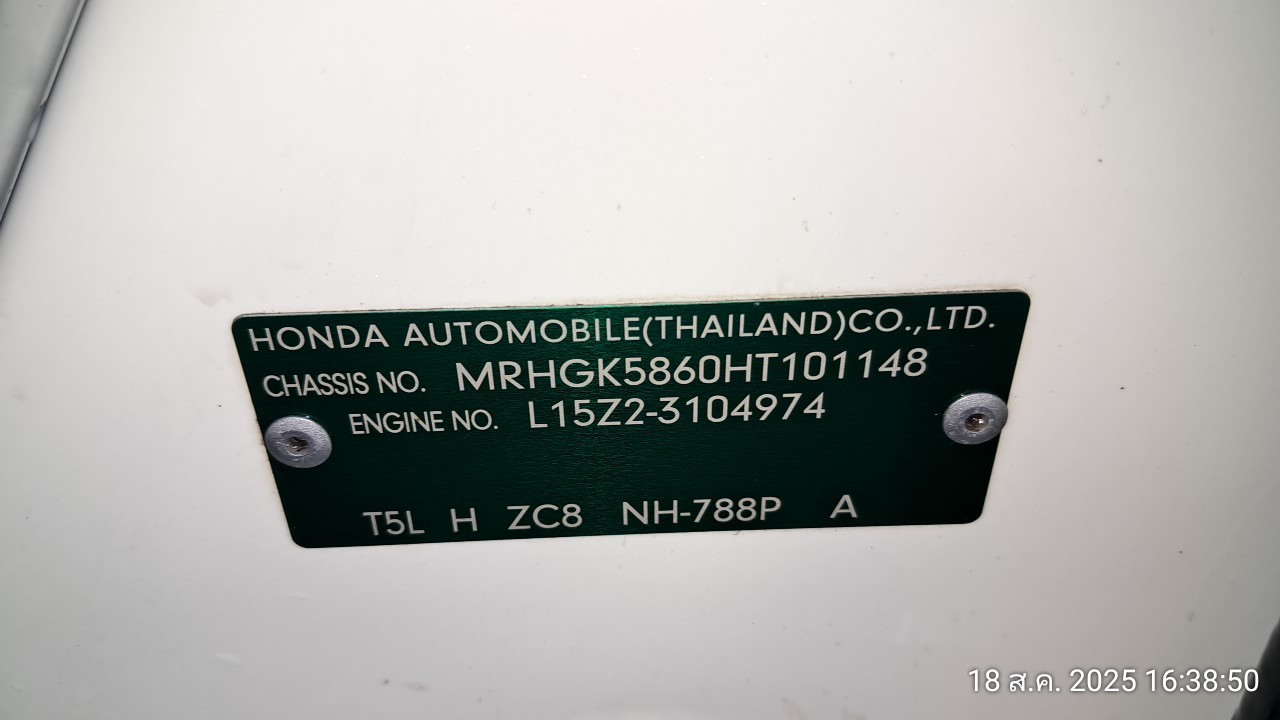 HONDA AUTOMOBILE(THAILAND)CO.,LTD.
CHASSIS NO. MRHGK5860HT101148
ENGINE NO. L15Z2-3104974
T5L H ZC8 NH-788P A
18 ส.ค. 2025 16:38:50